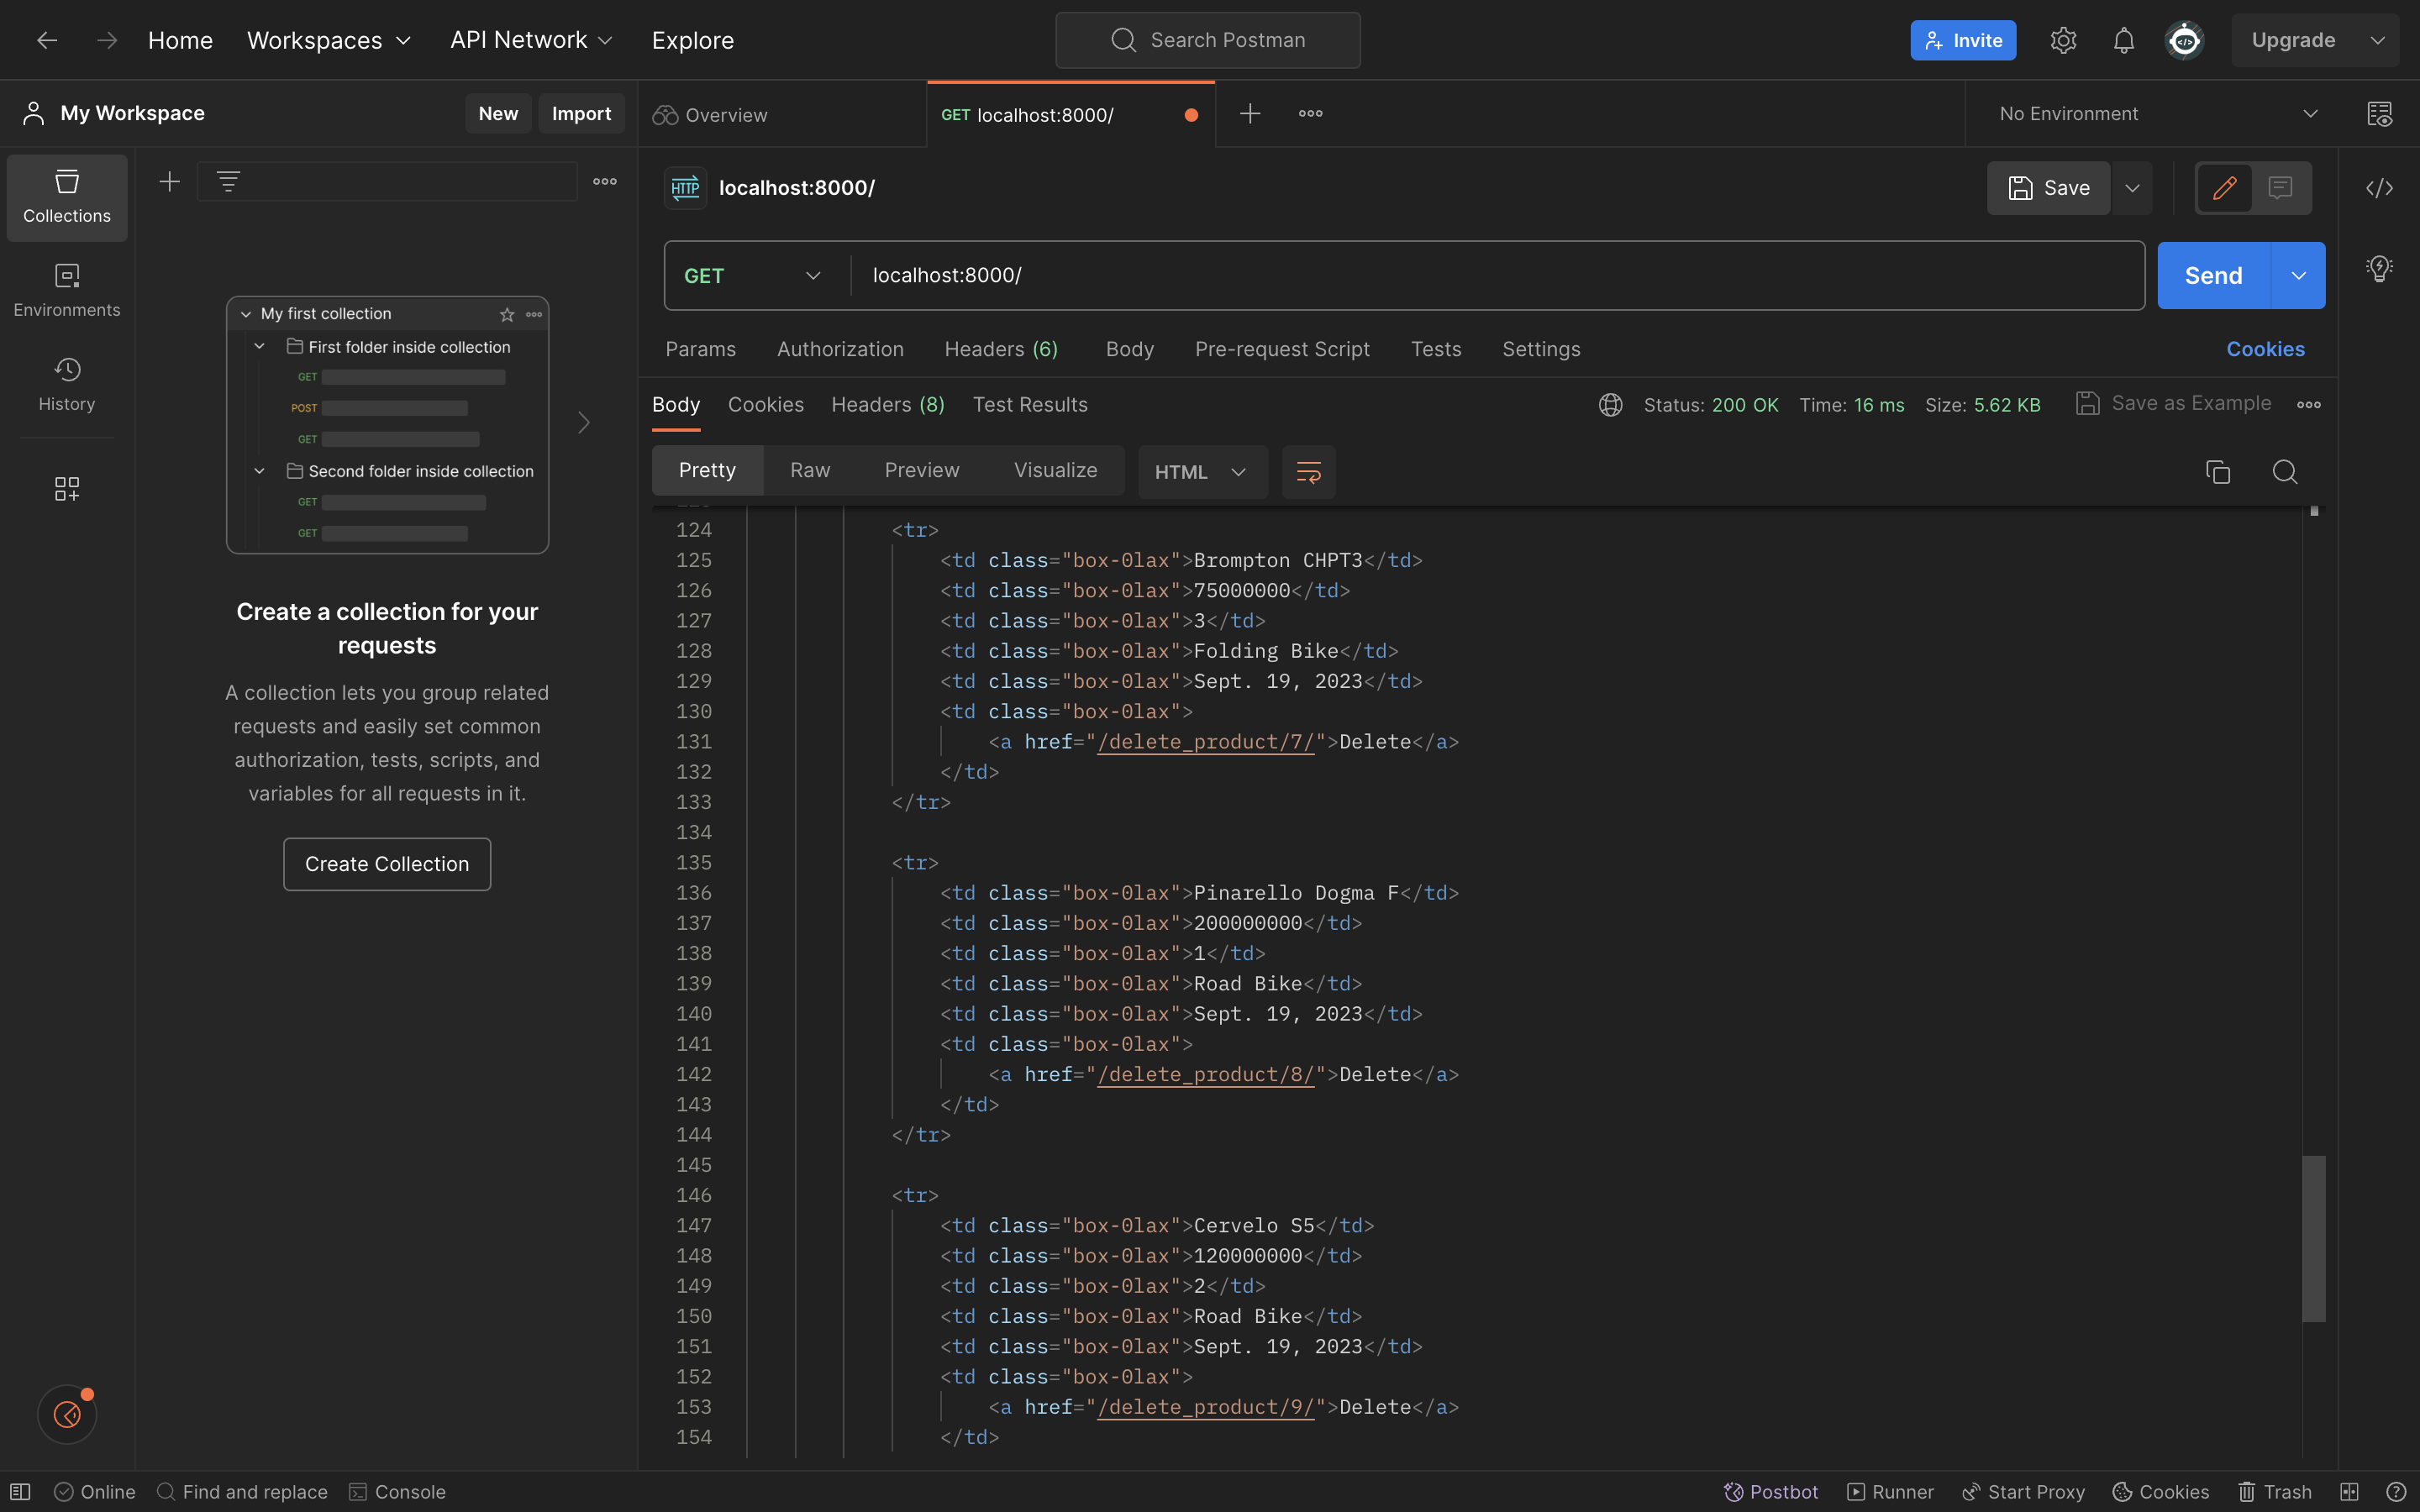 Home Workspaces API Network Explore Search Postman Invite Upgrade
My Workspace New Import Overview GET localhost:8000/ No Environment
Collections
Environments
History
My first collection
First folder inside collection
GET
POST
GET
Second folder inside collection
GET
GET
Create a collection for your
requests
A collection lets you group related
requests and easily set common
authorization, tests, scripts, and
variables for all requests in it.
Create Collection
HTTP localhost:8000/ Save
GET localhost:8000/ Send
Params Authorization Headers (6) Body Pre-request Script Tests Settings Cookies
Body Cookies Headers (8) Test Results Status: 200 OK Time: 16 ms Size: 5.62 KB Save as Example
Pretty Raw Preview Visualize HTML
124 <tr>
125 <td class="box-0lax">Brompton CHPT3</td>
126 <td class="box-0lax">75000000</td>
127 <td class="box-0lax">3</td>
128 <td class="box-0lax">Folding Bike</td>
129 <td class="box-0lax">Sept. 19, 2023</td>
130 <td class="box-0lax">
131 <a href="/delete_product/7/">Delete</a>
132 </td>
133 </tr>
134
135 <tr>
136 <td class="box-0lax">Pinarello Dogma F</td>
137 <td class="box-0lax">200000000</td>
138 <td class="box-0lax">1</td>
139 <td class="box-0lax">Road Bike</td>
140 <td class="box-0lax">Sept. 19, 2023</td>
141 <td class="box-0lax">
142 <a href="/delete_product/8/">Delete</a>
143 </td>
144 </tr>
145
146 <tr>
147 <td class="box-0lax">Cervelo S5</td>
148 <td class="box-0lax">120000000</td>
149 <td class="box-0lax">2</td>
150 <td class="box-0lax">Road Bike</td>
151 <td class="box-0lax">Sept. 19, 2023</td>
152 <td class="box-0lax">
153 <a href="/delete_product/9/">Delete</a>
154 </td>
Online Find and replace Console Postbot Runner Start Proxy Cookies Trash